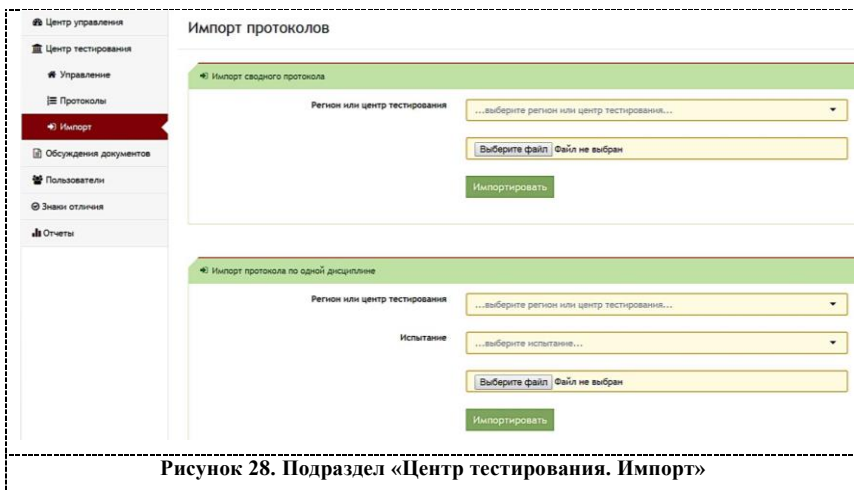 Центр управления
Центр тестирования
Управление
Протоколы
Импорт
Обсуждения документов
Пользователи
Знаки отличия
Отчеты
Импорт протоколов
Импорт сводного протокола
Регион или центр тестирования
...выберите регион или центр тестирования...
Выберите файл Файл не выбран
Импортировать
Импорт протокола по одной дисциплине
Регион или центр тестирования
...выберите регион или центр тестирования...
Испытание
...выберите испытание...
Выберите файл Файл не выбран
Импортировать
Рисунок 28. Подраздел «Центр тестирования. Импорт»